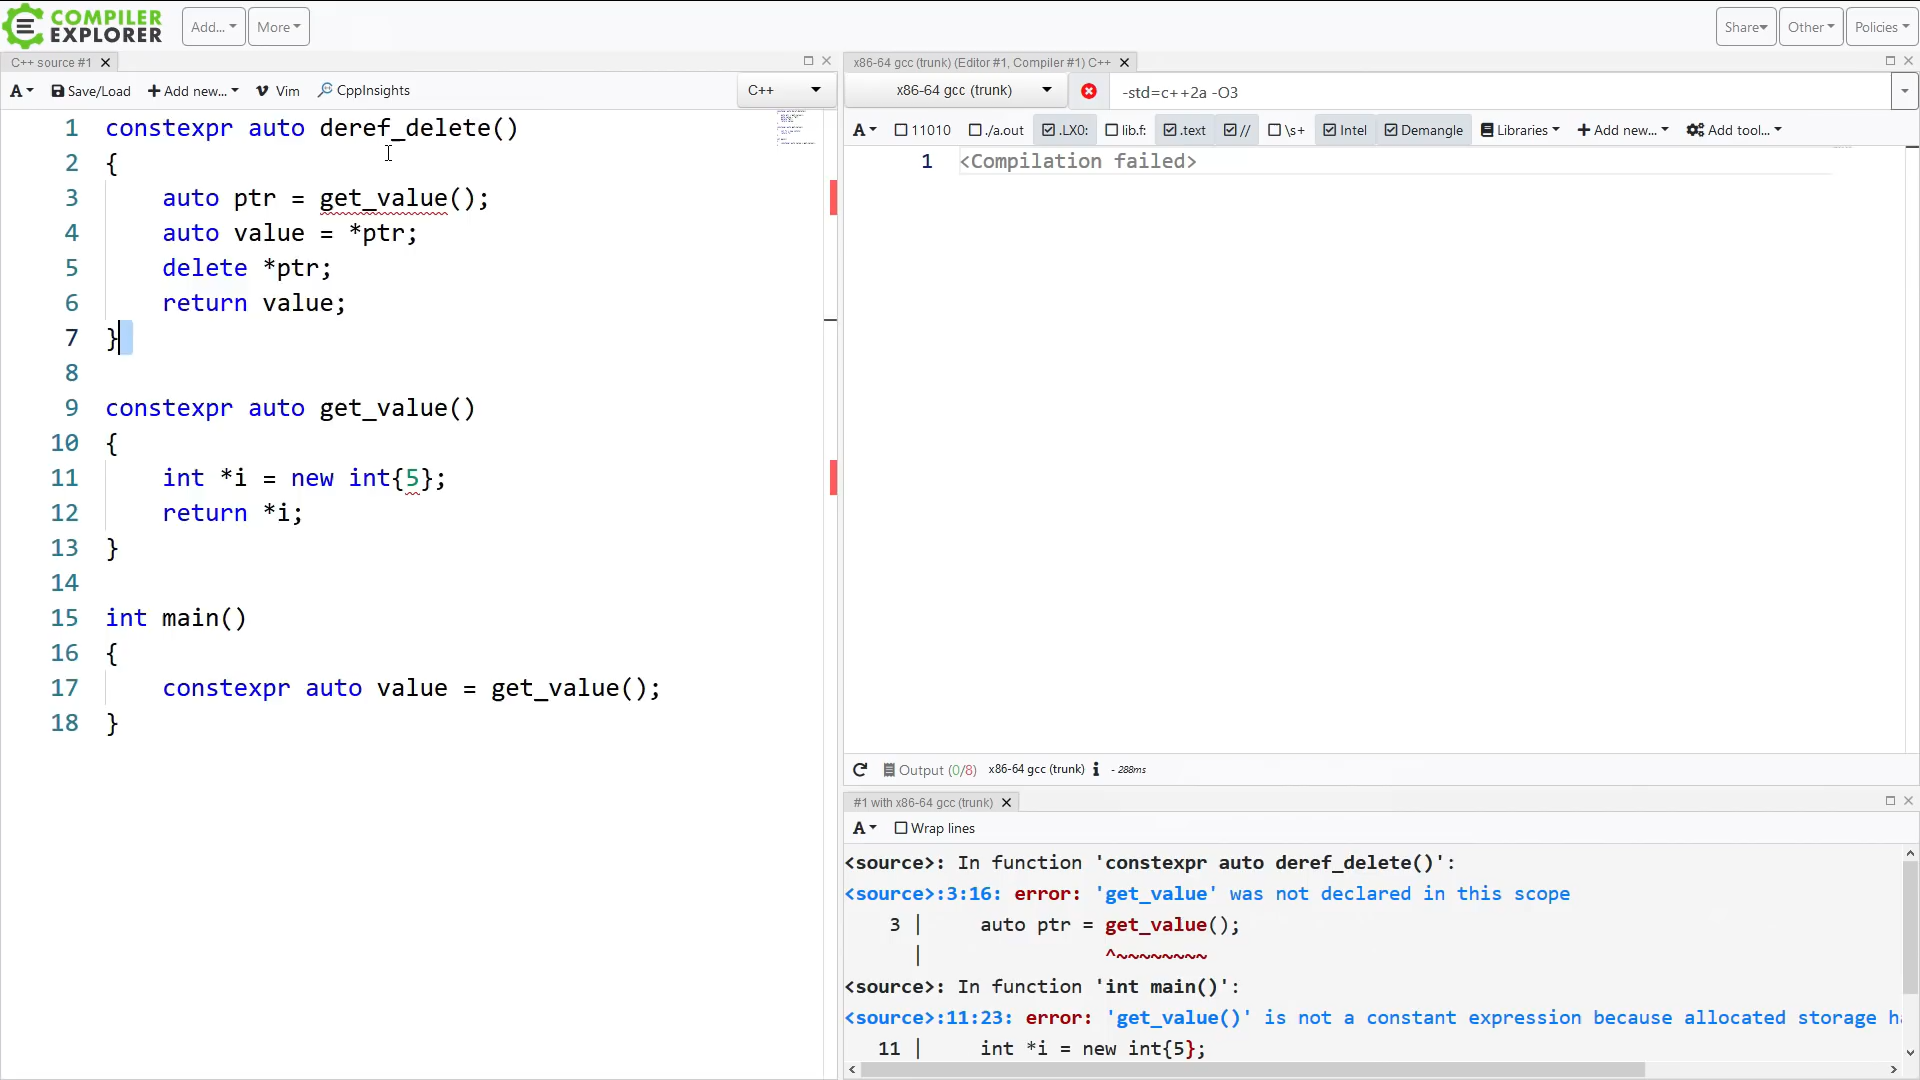 COMPILER
EXPLORER
Add...
More
Share
Other
Policies
C++ source #1
A
Save/Load
Add new...
Vim
CppInsights
C++
1 constexpr auto deref_delete()
2 {
3     auto ptr = get_value();
4     auto value = *ptr;
5     delete *ptr;
6     return value;
7 }
8
9 constexpr auto get_value()
10 {
11     int *i = new int{5};
12     return *i;
13 }
14
15 int main()
16 {
17     constexpr auto value = get_value();
18 }
x86-64 gcc (trunk) (Editor #1, Compiler #1) C++
x86-64 gcc (trunk)
-std=c++2a -O3
A
11010
./a.out
.LX0:
lib.f:
.text
//
\s+
Intel
Demangle
Libraries
Add new...
Add tool...
1 <Compilation failed>
Output (0/8)
x86-64 gcc (trunk)
- 288ms
#1 with x86-64 gcc (trunk)
A
Wrap lines
<source>: In function 'constexpr auto deref_delete()':
<source>:3:16: error: 'get_value' was not declared in this scope
3 |     auto ptr = get_value();
|                ^~~~~~~~~
<source>: In function 'int main()':
<source>:11:23: error: 'get_value()' is not a constant expression because allocated storage
11 |     int *i = new int{5};